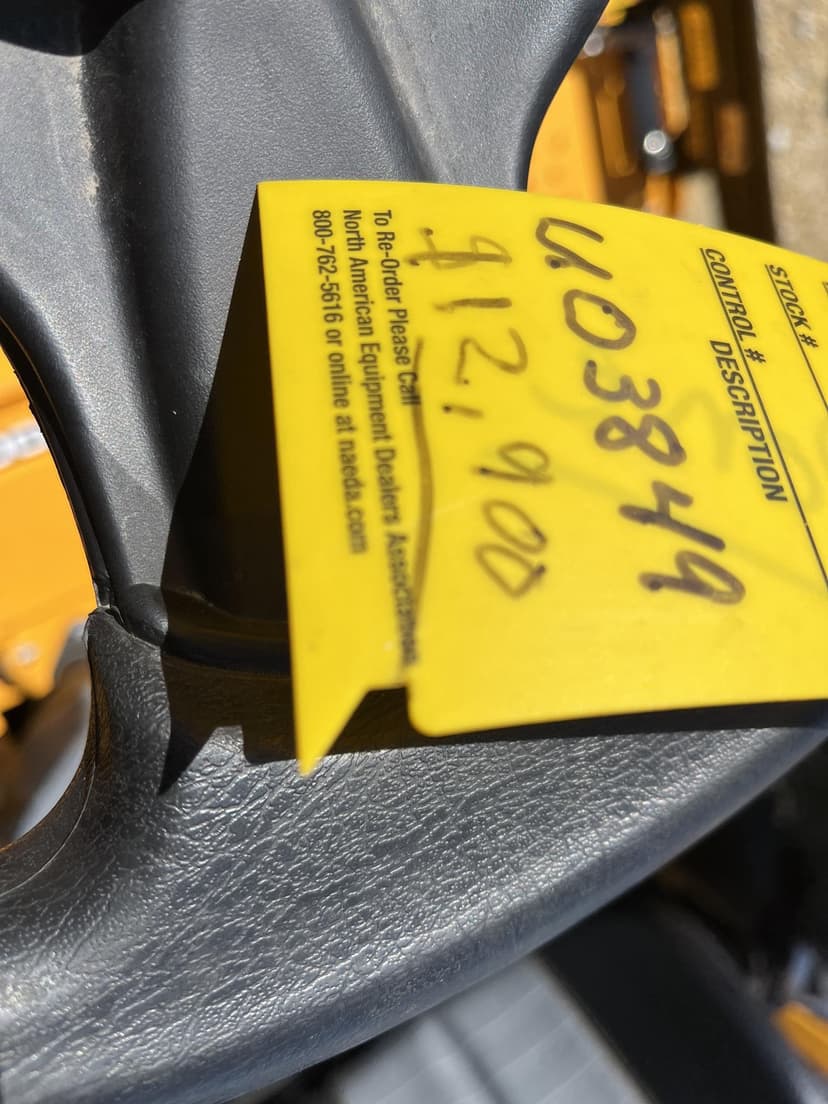 STOCK #
CONTROL #
DESCRIPTION
U03849
$12,900
To Re-Order Please Call
North American Equipment Dealers Association
800-762-5616 or online at naeda.com